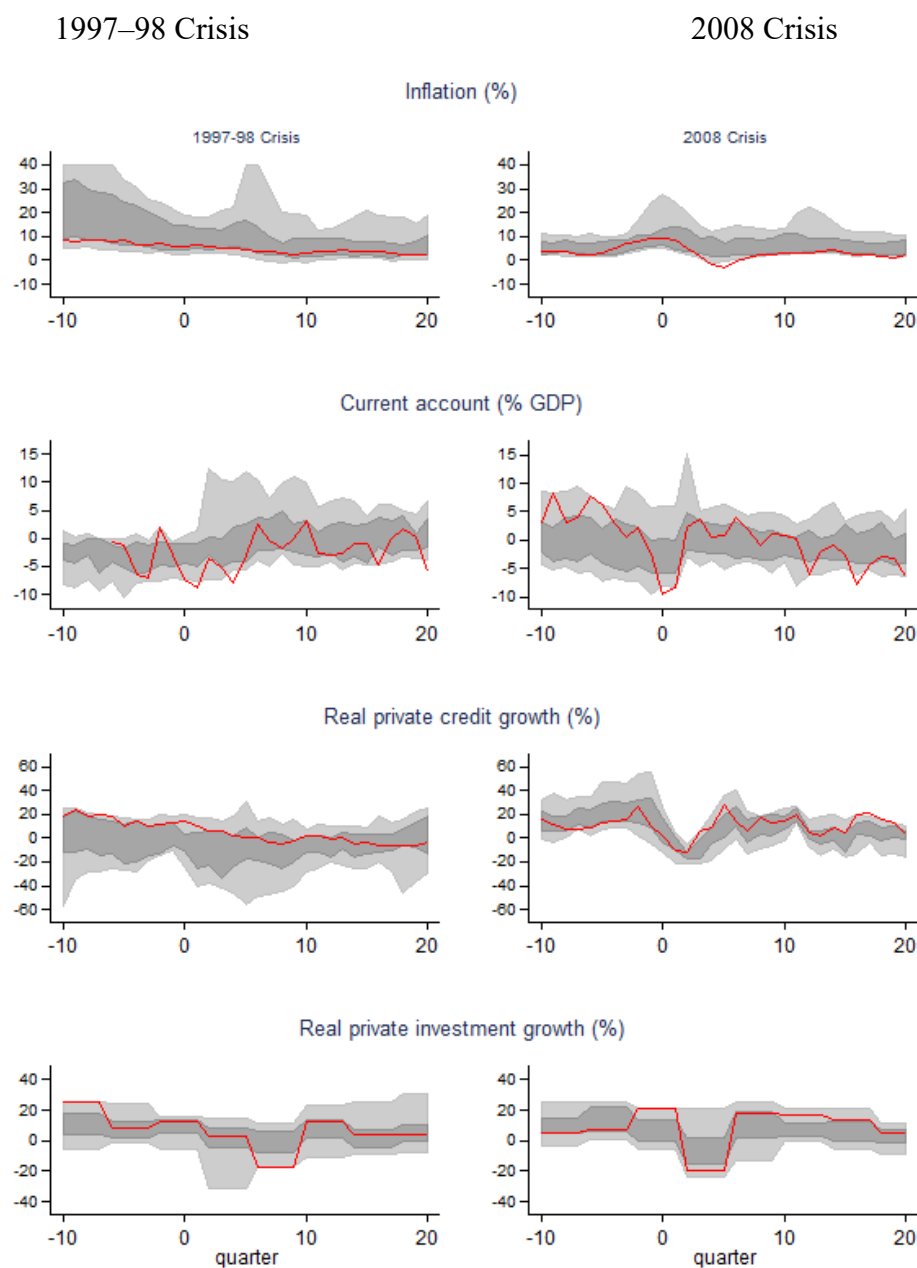 1997–98 Crisis 2008 Crisis
Inflation (%)
1997-98 Crisis 2008 Crisis
40 40
30 30
20 20
10 10
0 0
-10 -10
-10 0 10 20 -10 0 10 20
Current account (% GDP)
15 15
10 10
5 5
0 0
-5 -5
-10 -10
-10 0 10 20 -10 0 10 20
Real private credit growth (%)
60 60
40 40
20 20
0 0
-20 -20
-40 -40
-60 -60
-10 0 10 20 -10 0 10 20
Real private investment growth (%)
40 40
20 20
0 0
-20 -20
-40 -40
-10 0 10 20 -10 0 10 20
quarter quarter